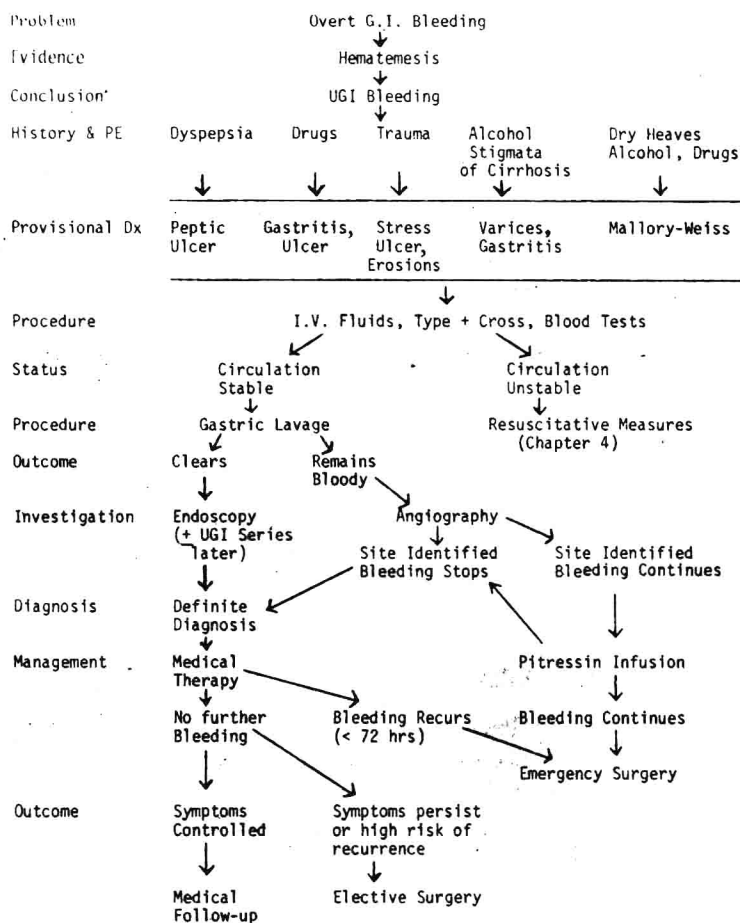 Problem Overt G.I. Bleeding
Evidence Hematemesis
Conclusion UGI Bleeding
History & PE Dyspepsia Drugs Trauma Alcohol Dry Heaves
Stigmata Alcohol, Drugs
of Cirrhosis
Provisional Dx Peptic Gastritis, Stress Varices, Mallory-Weiss
Ulcer Ulcer Ulcer, Gastritis
Erosions
Procedure I.V. Fluids, Type + Cross, Blood Tests
Status Circulation Circulation
Stable Unstable
Procedure Gastric Lavage Resuscitative Measures
(Chapter 4)
Outcome Clears Remains
Bloody
Investigation Endoscopy Angiography
(+ UGI Series
later) Site Identified Site Identified
Bleeding Stops Bleeding Continues
Diagnosis Definite
Diagnosis
Management Medical Pitressin Infusion
Therapy
No further Bleeding Recurs Bleeding Continues
Bleeding (< 72 hrs)
Emergency Surgery
Outcome Symptoms Symptoms persist
Controlled or high risk of
recurrence
Medical Elective Surgery
Follow-up